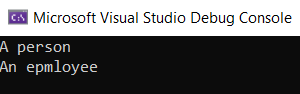 Microsoft Visual Studio Debug Console
A person
An epmloyee